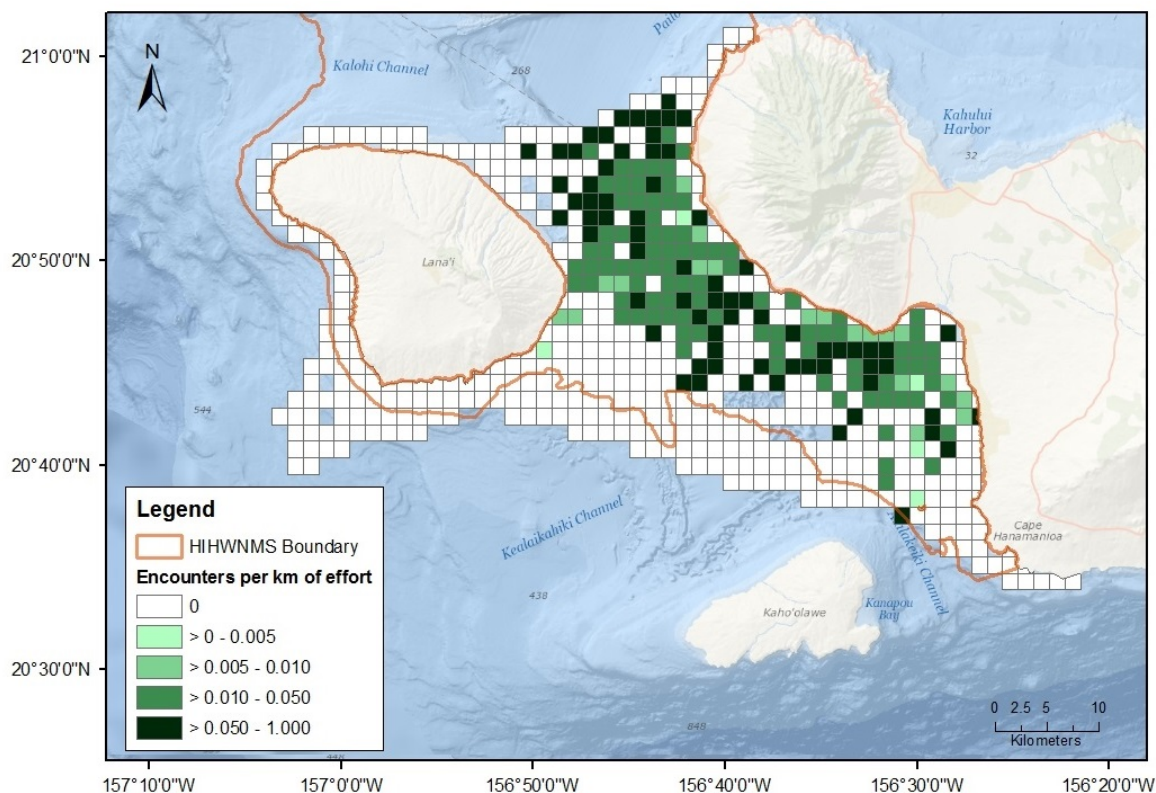 21°0'0"N
20°50'0"N
20°40'0"N
20°30'0"N
157°10'0"W
157°0'0"W
156°50'0"W
156°40'0"W
156°30'0"W
156°20'0"W
N
Kalohi Channel
268
Kahului
Harbor
32
Lana'i
544
Kealaikahiki Channel
438
Cape
Hanamanioa
Channel
Kanapou
Bay
Kaho'olawe
848
Legend
HIHWNMS Boundary
Encounters per km of effort
0
> 0 - 0.005
> 0.005 - 0.010
> 0.010 - 0.050
> 0.050 - 1.000
0 2.5 5 10
Kilometers